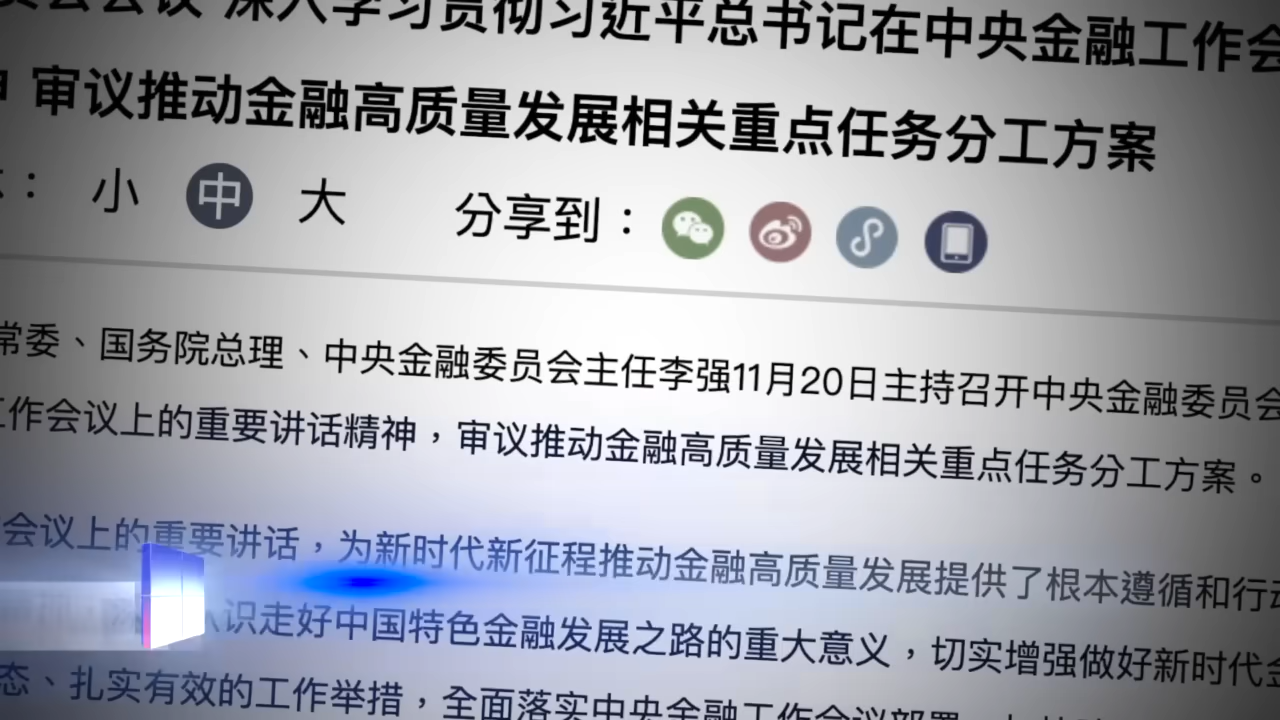 员会会议 深入学习贯彻习近平总书记在中央金融工作会
神 审议推动金融高质量发展相关重点任务分工方案
： 小 中 大 分享到：
常委、国务院总理、中央金融委员会主任李强11月20日主持召开中央金融委员会
工作会议上的重要讲话精神，审议推动金融高质量发展相关重点任务分工方案。
会议上的重要讲话，为新时代新征程推动金融高质量发展提供了根本遵循和行动
识走好中国特色金融发展之路的重大意义，切实增强做好新时代金
态、扎实有效的工作举措，全面落实中央金融工作会议部署